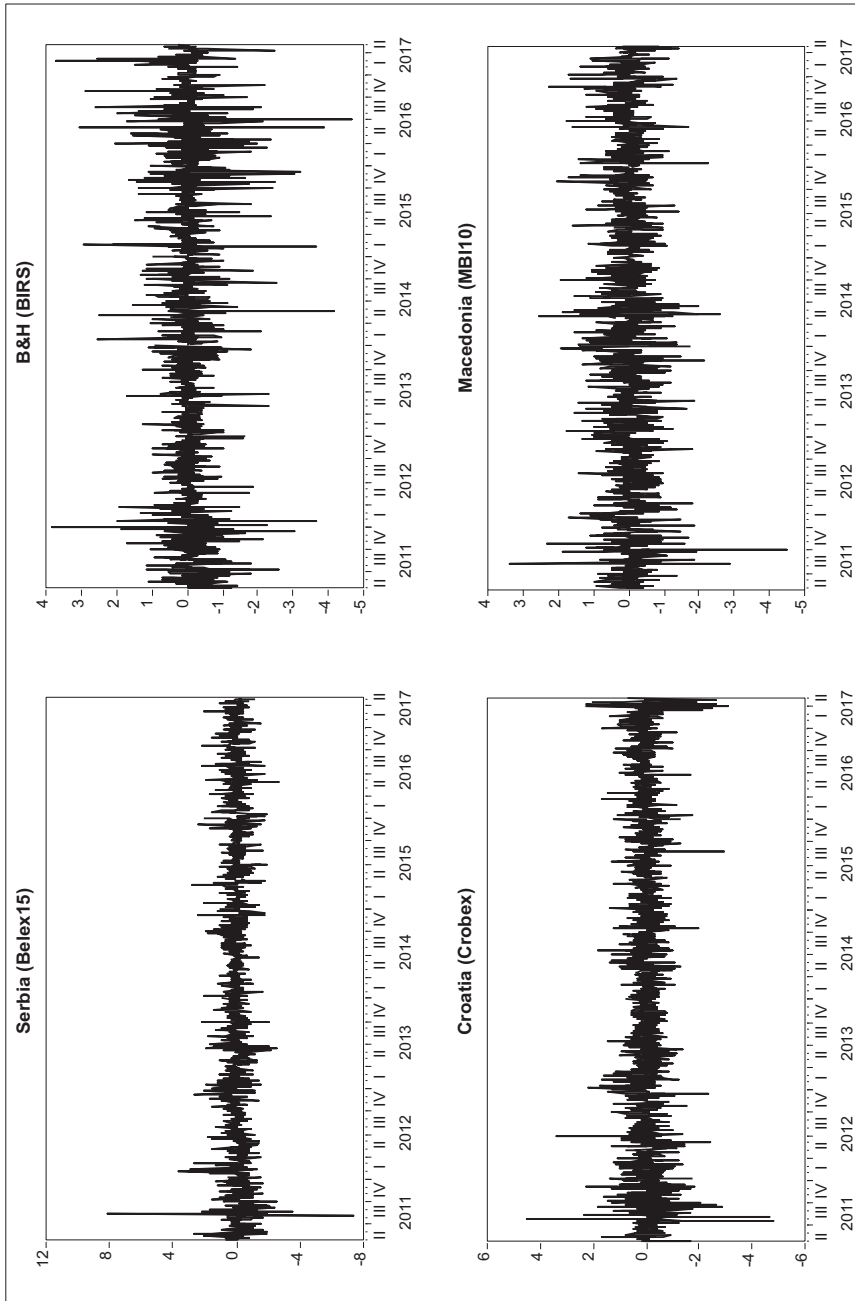 Serbia (Belex15)
12
8
4
0
-4
-8
II III IV I II III IV I II III IV I II III IV I II III IV I II III IV I II
2011 2012 2013 2014 2015 2016 2017
B&H (BIRS)
4
3
2
1
0
-1
-2
-3
-4
-5
II III IV I II III IV I II III IV I II III IV I II III IV I II III IV I II
2011 2012 2013 2014 2015 2016 2017
Croatia (Crobex)
6
4
2
0
-2
-4
-6
II III IV I II III IV I II III IV I II III IV I II III IV I II III IV I II
2011 2012 2013 2014 2015 2016 2017
Macedonia (MBI10)
4
3
2
1
0
-1
-2
-3
-4
-5
II III IV I II III IV I II III IV I II III IV I II III IV I II III IV I II
2011 2012 2013 2014 2015 2016 2017